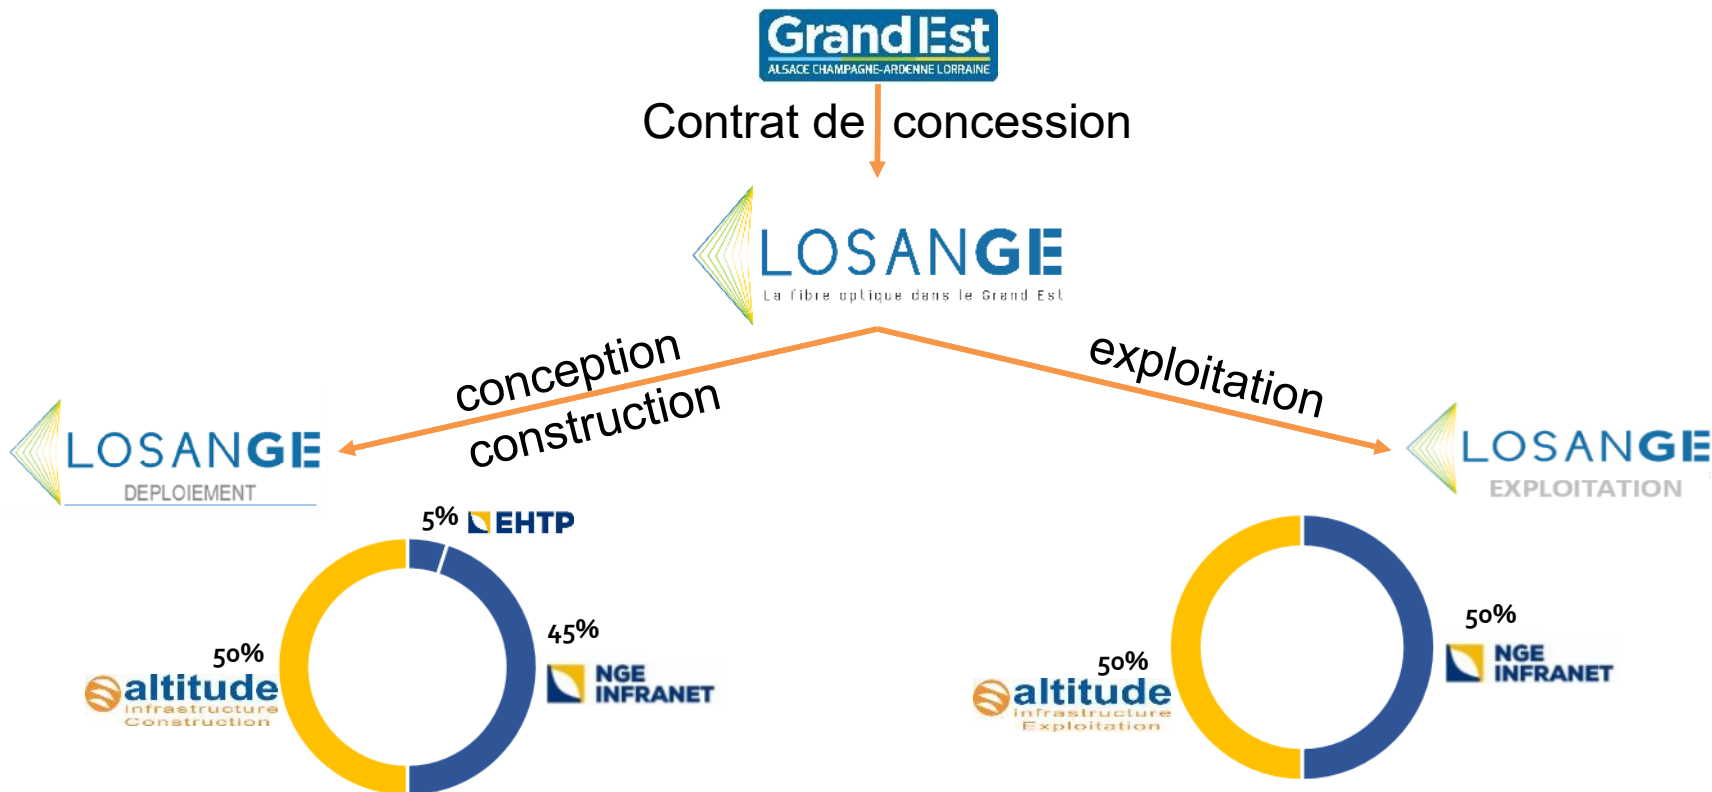 Grand Est
ALSACE CHAMPAGNE-ARDENNE LORRAINE
Contrat de concession
LOSANGE
La fibre optique dans le Grand Est
conception
construction
exploitation
LOSANGE
DEPLOIEMENT
LOSANGE
EXPLOITATION
5% EHTP
45%
NGE
INFRANET
50%
altitude
infrastructure
Construction
50%
NGE
INFRANET
50%
altitude
infrastructure
Exploitation